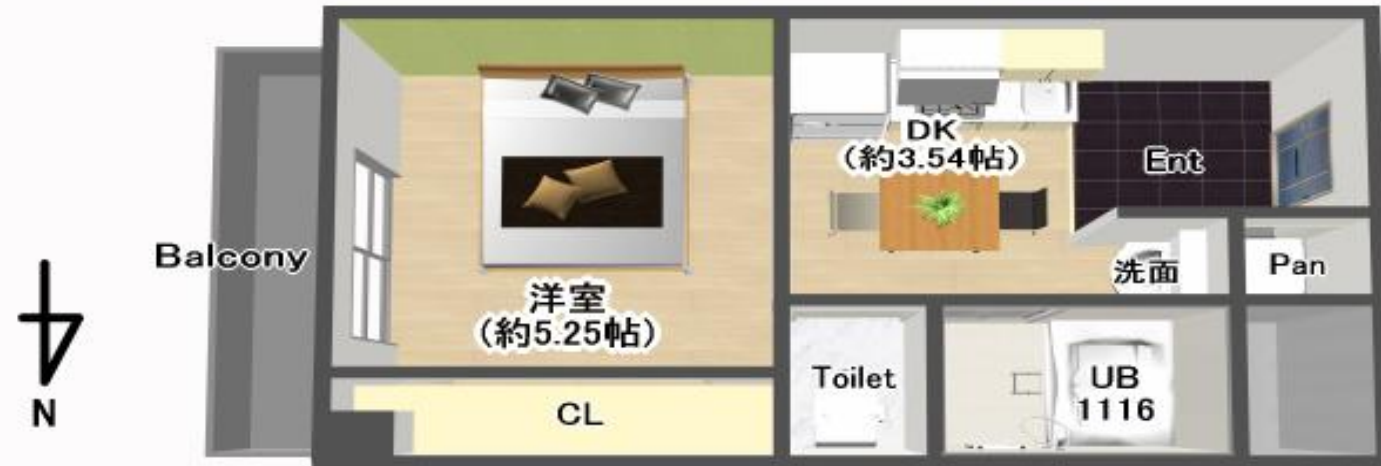 DK
(約3.54帖)
Ent
Balcony
洋室
(約5.25帖)
洗面
Pan
Toilet
UB
1116
CL
N